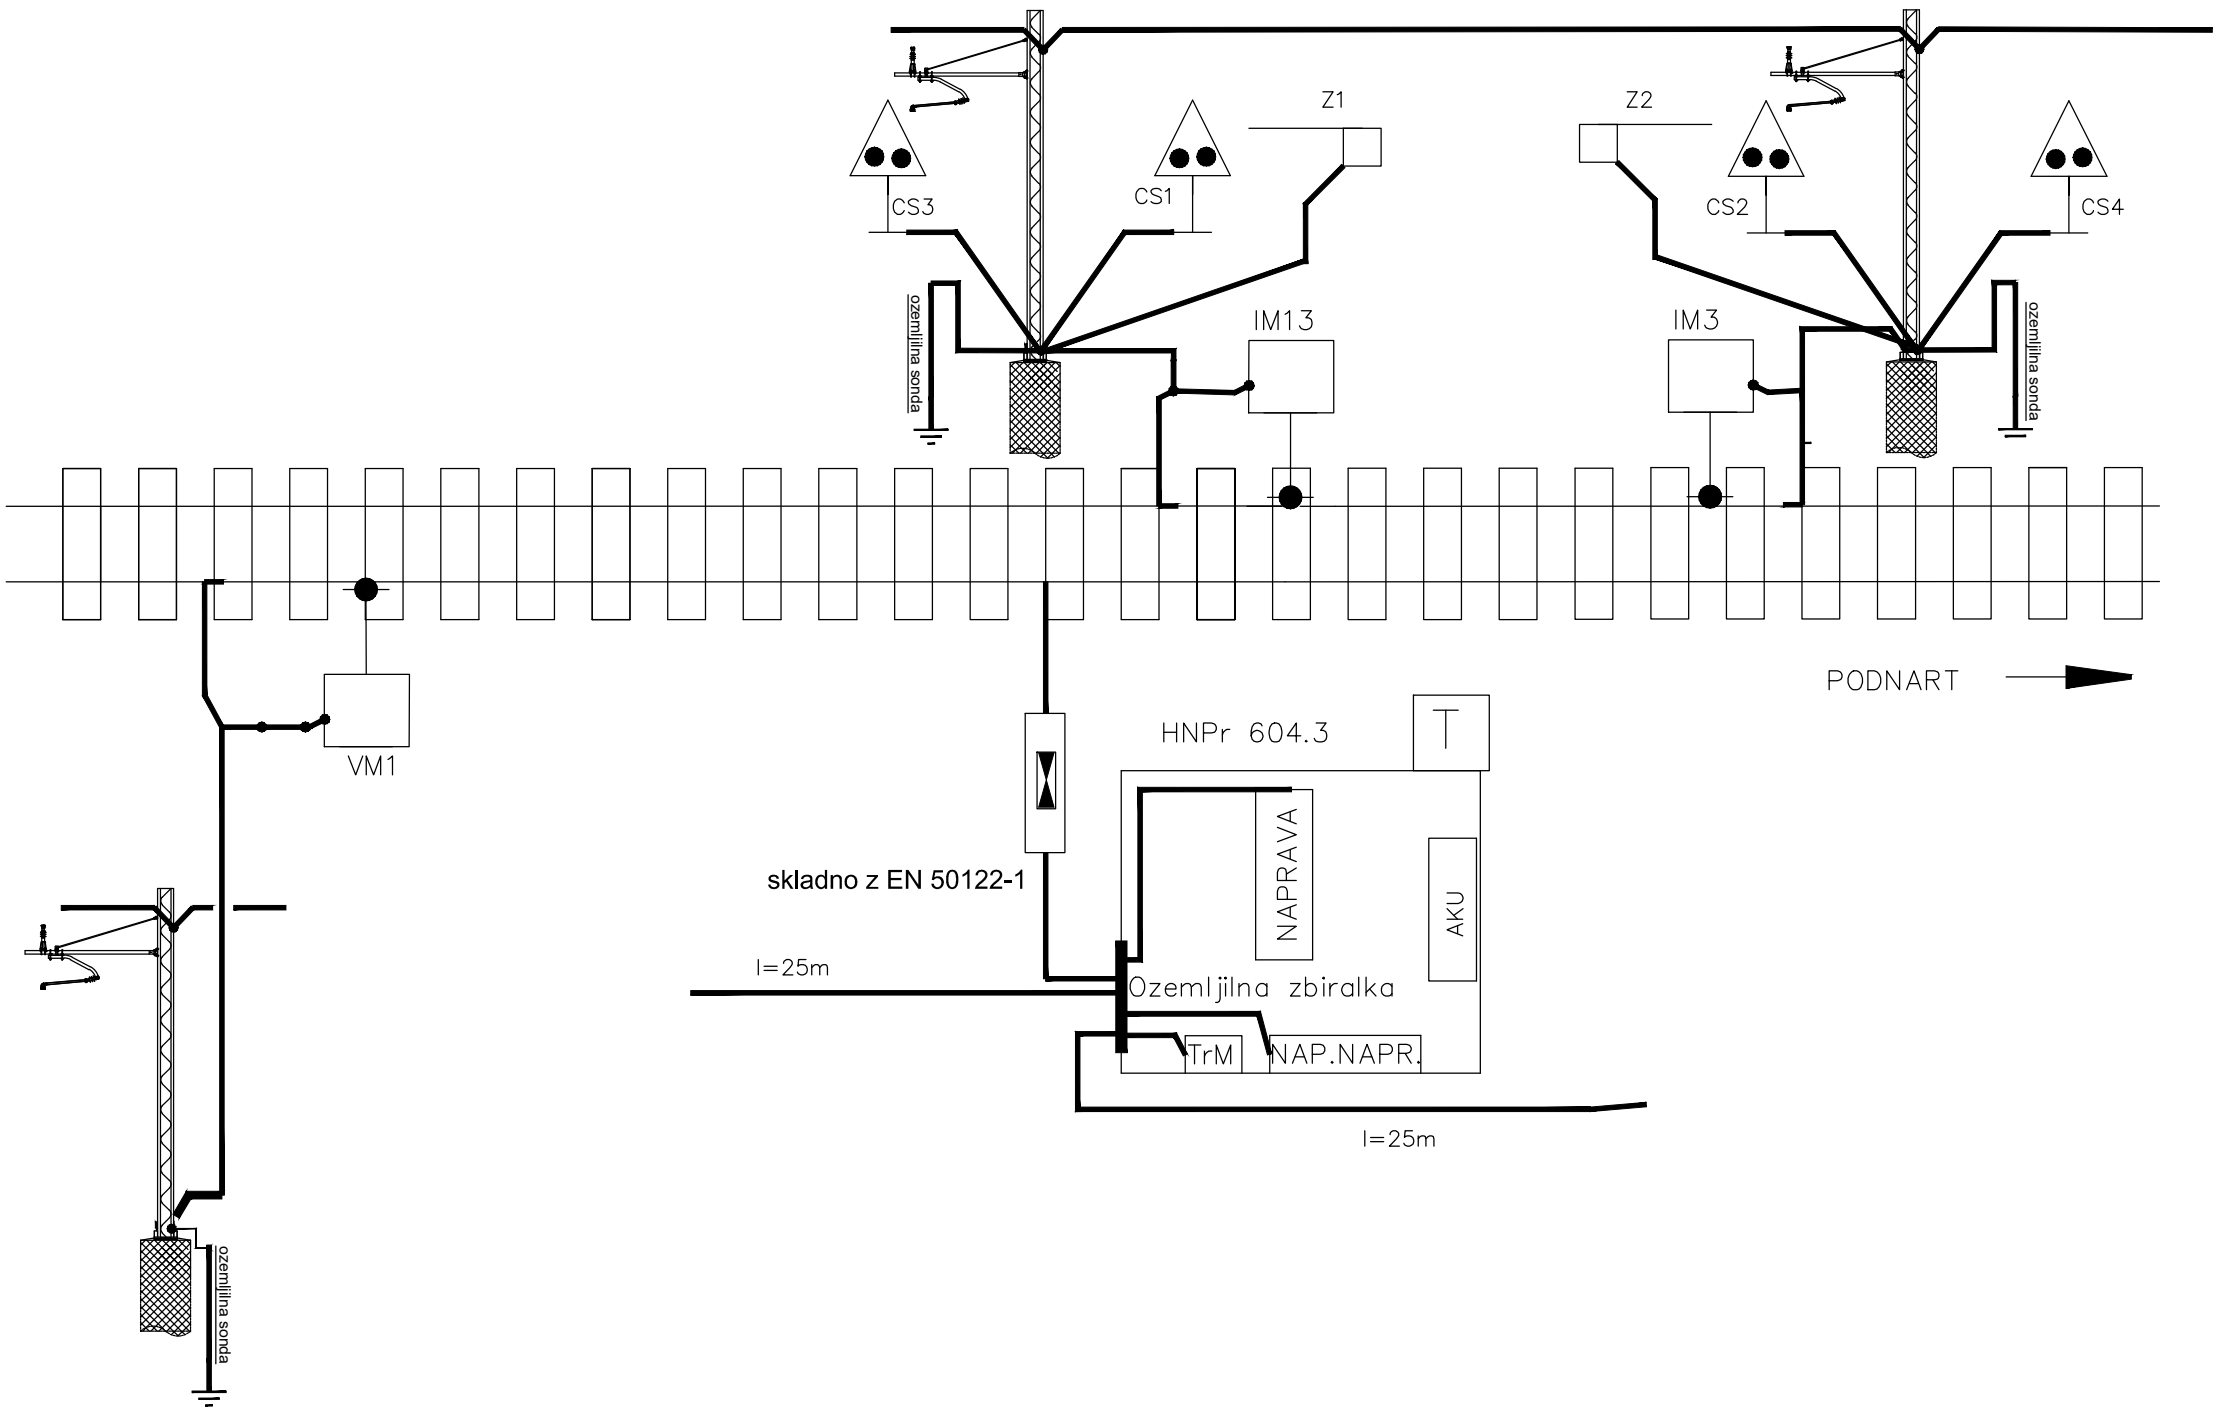 Z1
Z2
CS3
CS1
CS2
CS4
ozemljilna sonda
IM13
IM3
ozemljilna sonda
PODNART
VM1
HNPr 604.3
T
NAPRAVA
AKU
skladno z EN 50122-1
l=25m
Ozemljilna zbiralka
TrM
NAP.NAPR.
l=25m
ozemljilna sonda